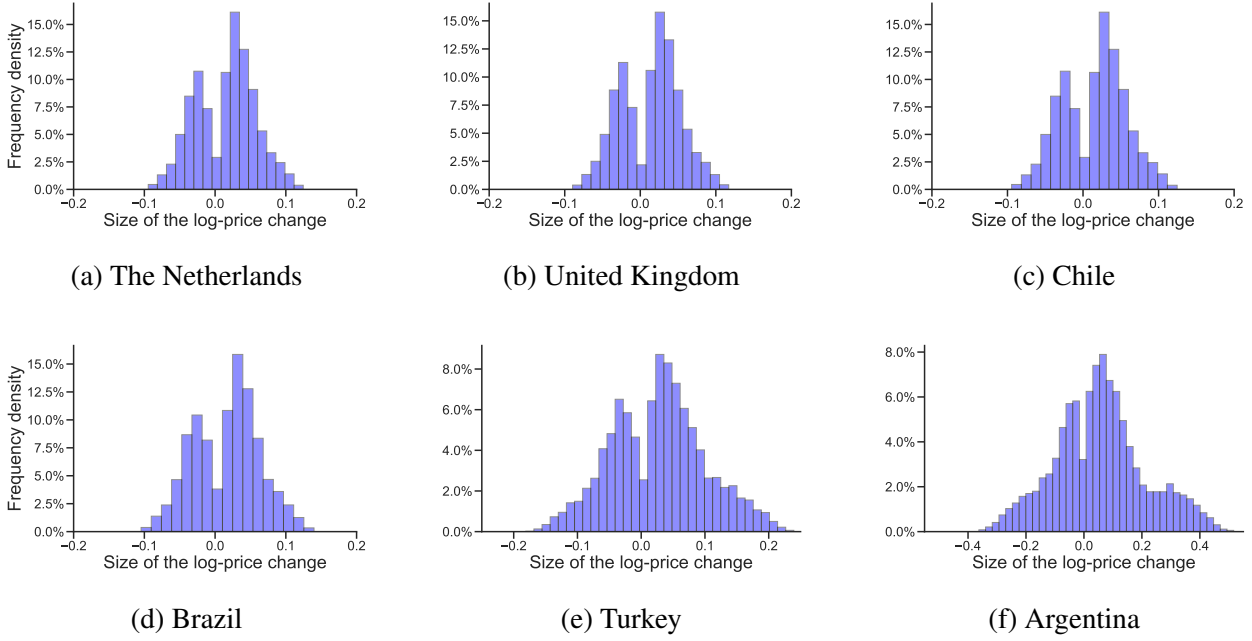 15.0%
12.5%
10.0%
7.5%
5.0%
2.5%
0.0%
Frequency density
−0.2 −0.1 0.0 0.1 0.2
Size of the log-price change
(a) The Netherlands
15.0%
12.5%
10.0%
7.5%
5.0%
2.5%
0.0%
−0.2 −0.1 0.0 0.1 0.2
Size of the log-price change
(b) United Kingdom
15.0%
12.5%
10.0%
7.5%
5.0%
2.5%
0.0%
−0.2 −0.1 0.0 0.1 0.2
Size of the log-price change
(c) Chile
15.0%
12.5%
10.0%
7.5%
5.0%
2.5%
0.0%
Frequency density
−0.2 −0.1 0.0 0.1 0.2
Size of the log-price change
(d) Brazil
8.0%
6.0%
4.0%
2.0%
0.0%
−0.2 −0.1 0.0 0.1 0.2
Size of the log-price change
(e) Turkey
8.0%
6.0%
4.0%
2.0%
0.0%
−0.4 −0.2 0.0 0.2 0.4
Size of the log-price change
(f) Argentina